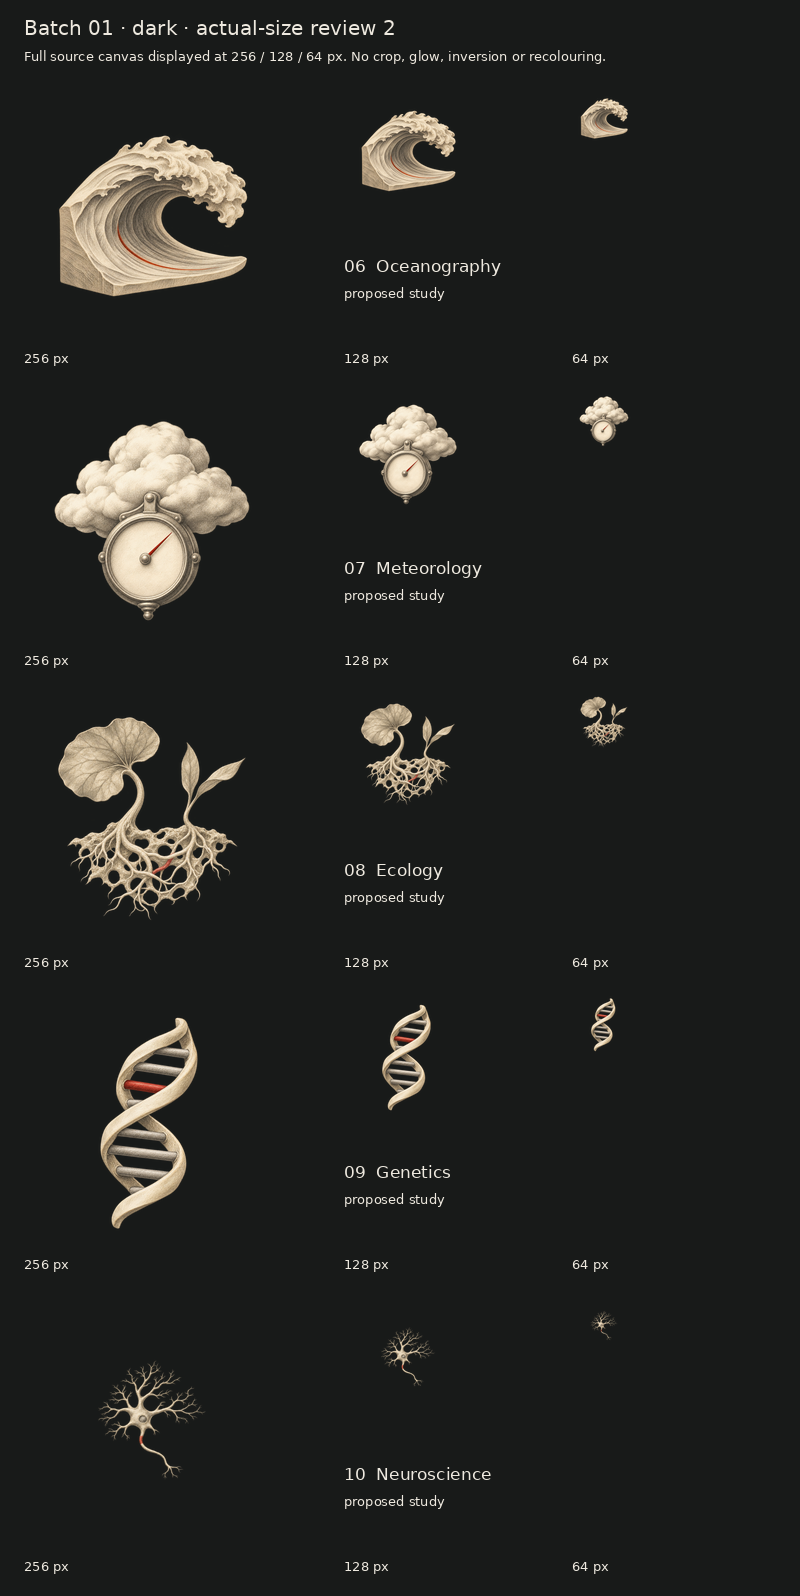 Batch 01 · dark · actual-size review 2
Full source canvas displayed at 256 / 128 / 64 px. No crop, glow, inversion or recolouring.
06 Oceanography
proposed study
256 px
128 px
64 px
07 Meteorology
proposed study
256 px
128 px
64 px
08 Ecology
proposed study
256 px
128 px
64 px
09 Genetics
proposed study
256 px
128 px
64 px
10 Neuroscience
proposed study
256 px
128 px
64 px